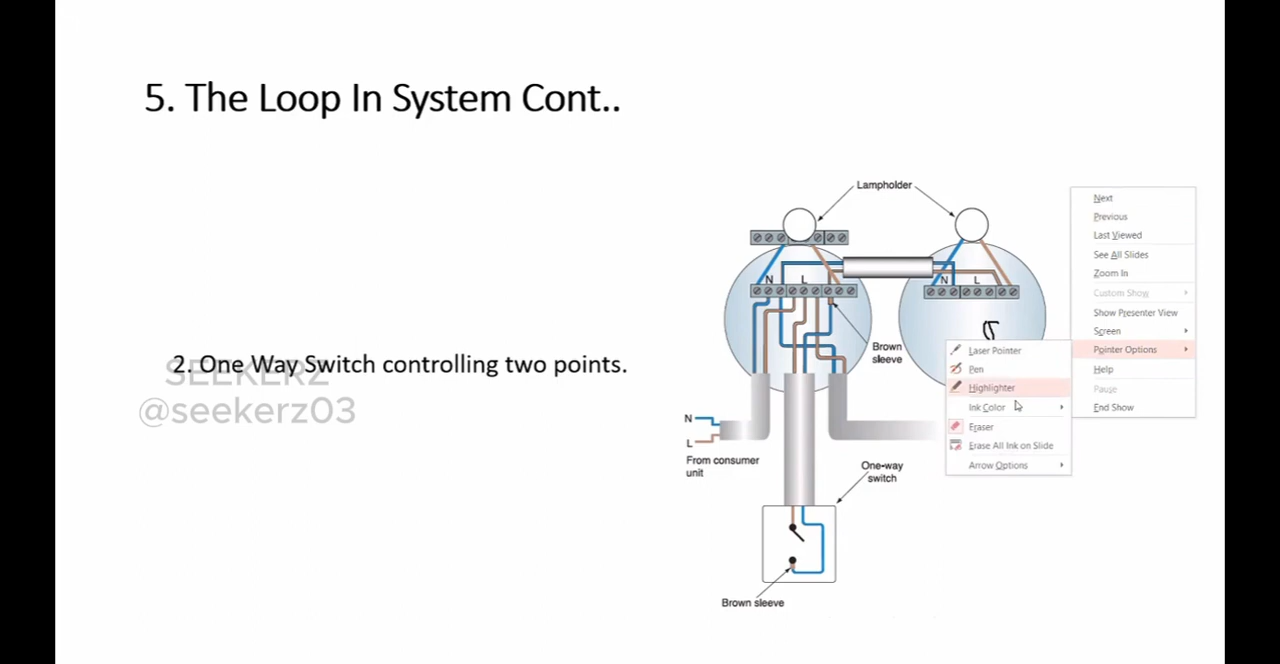 5. The Loop In System Cont..
Lampholder
N
L
N
L
Brown
sleeve
2. One Way Switch controlling two points.
SEEKERZ
@seekerz03
N
L
From consumer
unit
One-way
switch
Brown sleeve
Next
Previous
Last Viewed
See All Slides
Zoom In
Custom Show
Show Presenter View
Screen
Pointer Options
Help
Pause
End Show
Laser Pointer
Pen
Highlighter
Ink Color
Eraser
Erase All Ink on Slide
Arrow Options